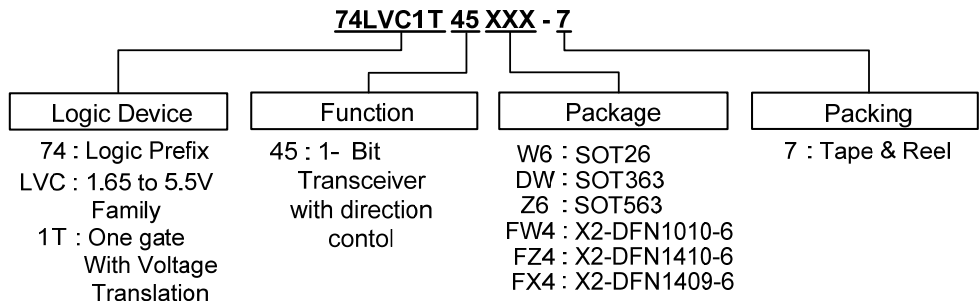 74LVC1T 45 XXX - 7
Logic Device
74 : Logic Prefix
LVC : 1.65 to 5.5V
Family
1T : One gate
With Voltage
Translation
Function
45 : 1- Bit
Transceiver
with direction
contol
Package
W6 : SOT26
DW : SOT363
Z6 : SOT563
FW4 : X2-DFN1010-6
FZ4 : X2-DFN1410-6
FX4 : X2-DFN1409-6
Packing
7 : Tape & Reel